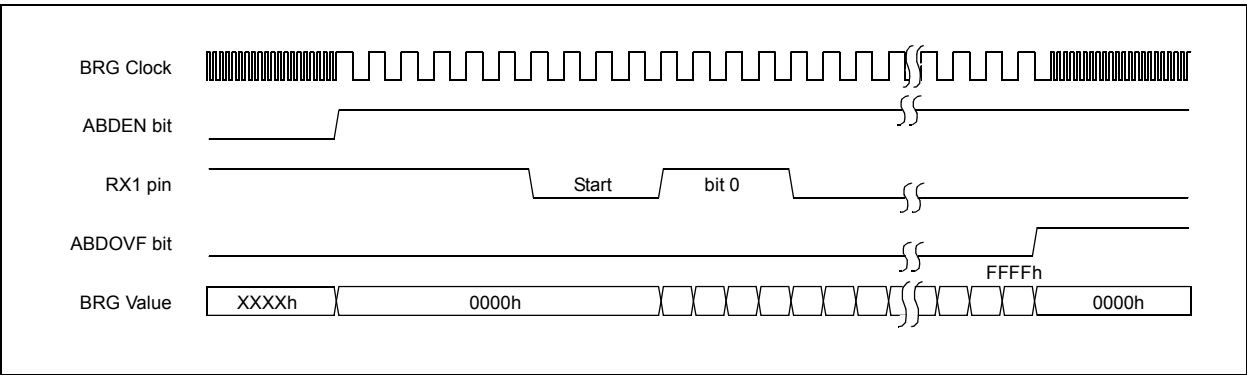 BRG Clock
ABDEN bit
RX1 pin
Start
bit 0
ABDOVF bit
FFFFh
BRG Value
XXXXh
0000h
0000h